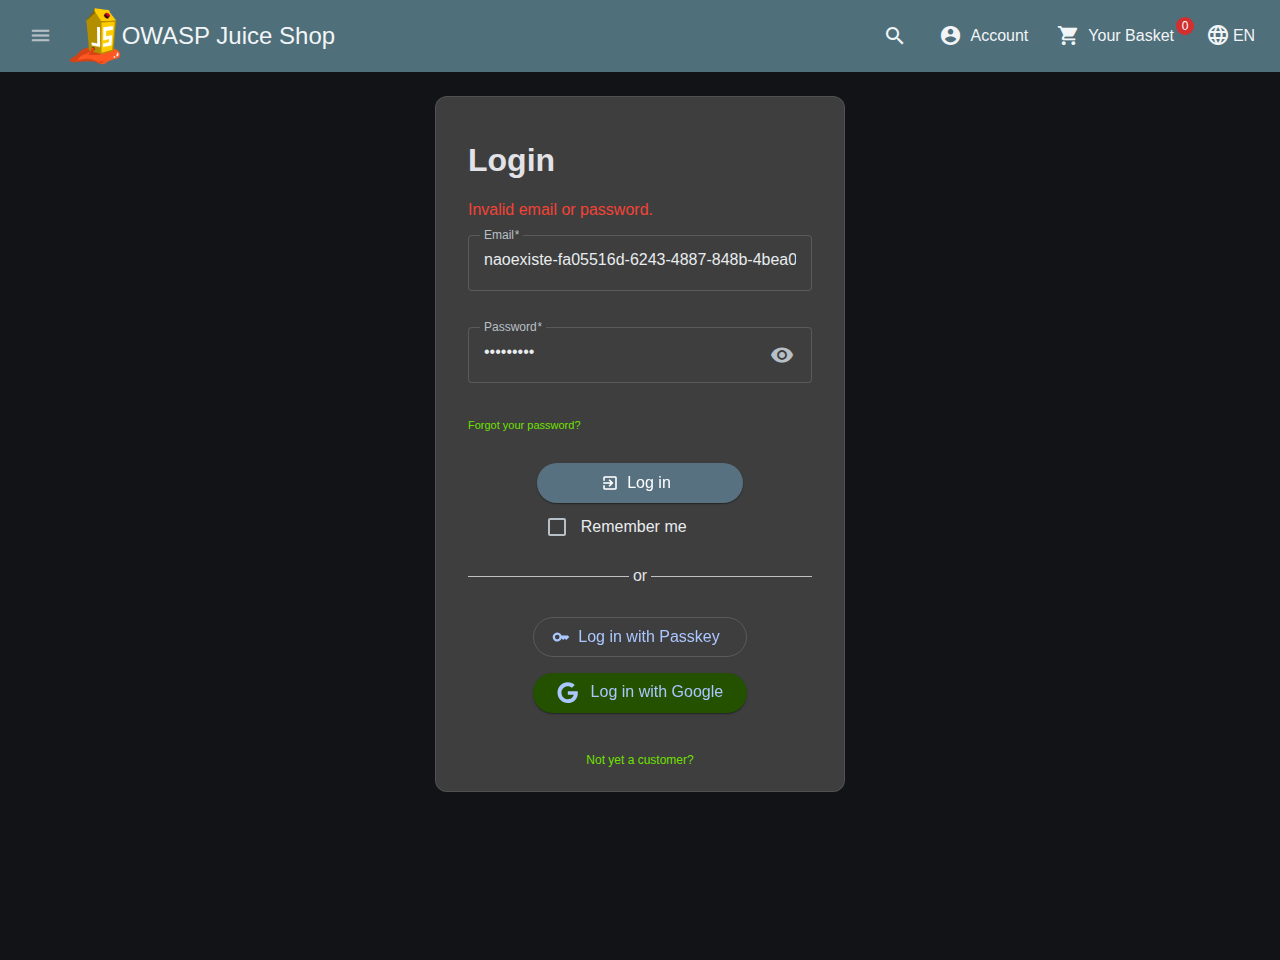 OWASP Juice Shop
Account
Your Basket
0
EN
Login
Invalid email or password.
Email*
naoexiste-fa05516d-6243-4887-848b-4bea0
Password*
•••••••••
Forgot your password?
Log in
Remember me
or
Log in with Passkey
Log in with Google
Not yet a customer?